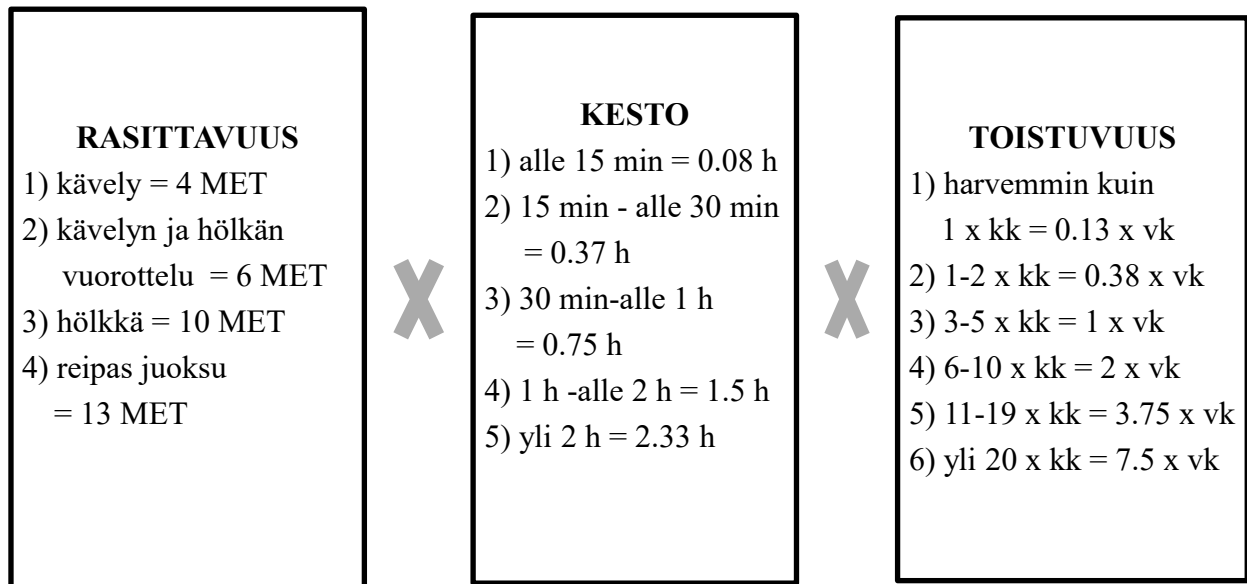 RASITTAVUUS
1) kävely = 4 MET
2) kävelyn ja hölkän
vuorottelu = 6 MET
3) hölkkä = 10 MET
4) reipas juoksu
= 13 MET
X
KESTO
1) alle 15 min = 0.08 h
2) 15 min - alle 30 min
= 0.37 h
3) 30 min-alle 1 h
= 0.75 h
4) 1 h -alle 2 h = 1.5 h
5) yli 2 h = 2.33 h
X
TOISTUVUUS
1) harvemmin kuin
1 x kk = 0.13 x vk
2) 1-2 x kk = 0.38 x vk
3) 3-5 x kk = 1 x vk
4) 6-10 x kk = 2 x vk
5) 11-19 x kk = 3.75 x vk
6) yli 20 x kk = 7.5 x vk